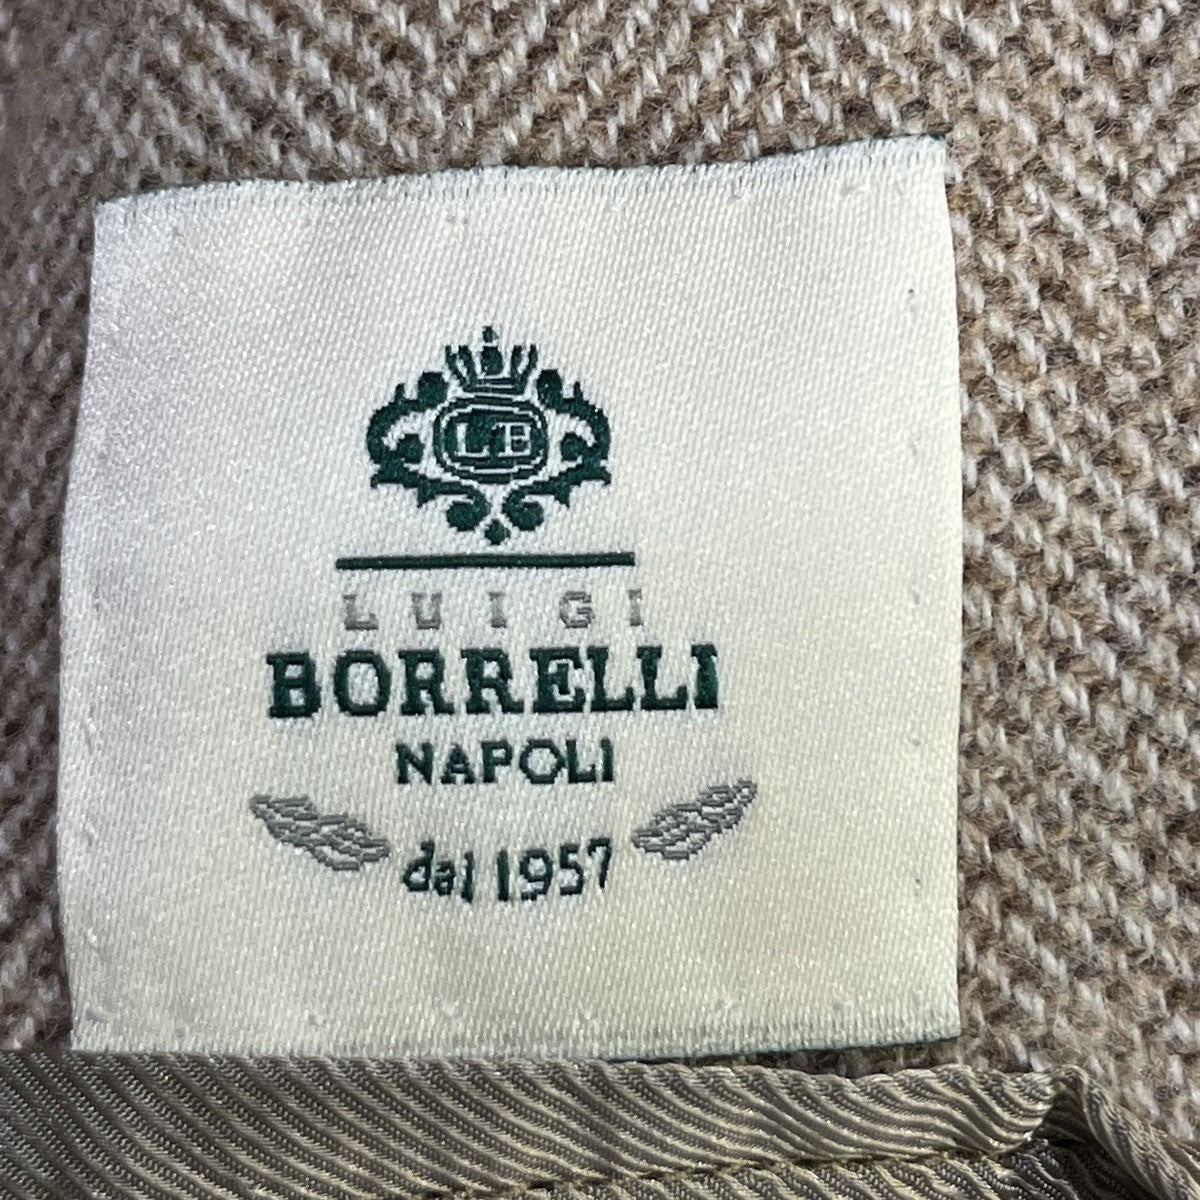 LB
LUIGI
BORRELLI
NAPOLI
dal 1957